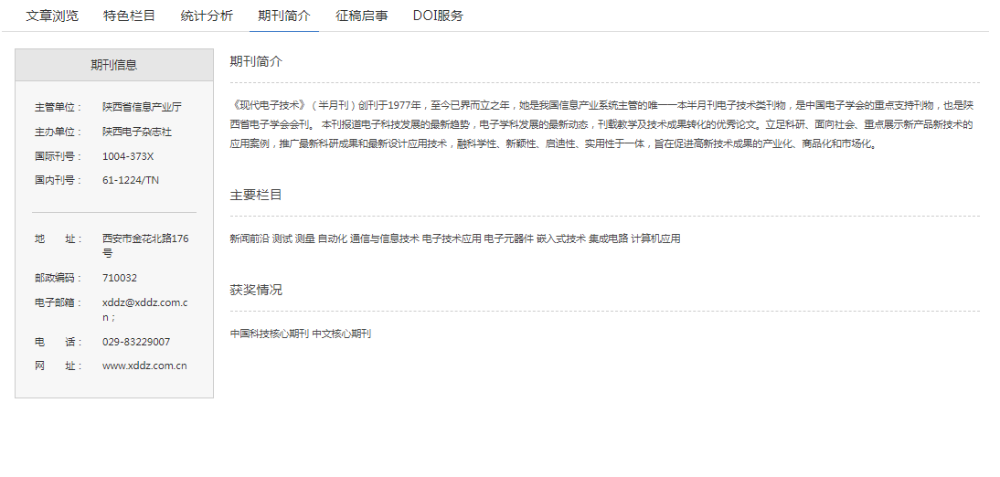 文章浏览 特色栏目 统计分析 期刊简介 征稿启事 DOI服务
期刊信息
主管单位： 陕西省信息产业厅
主办单位： 陕西电子杂志社
国际刊号： 1004-373X
国内刊号： 61-1224/TN
地 址： 西安市金花北路176
号
邮政编码： 710032
电子邮箱： xddz@xddz.com.c
n；
电 话： 029-83229007
网 址： www.xddz.com.cn
期刊简介
《现代电子技术》（半月刊）创刊于1977年，至今已界而立之年，她是我国信息产业系统主管的唯一一本半月刊电子技术类刊物，是中国电子学会的重点支持刊物，也是陕
西省电子学会会刊。 本刊报道电子科技发展的最新趋势，电子学科发展的最新动态，刊载教学及技术成果转化的优秀论文。立足科研、面向社会、重点展示新产品新技术的
应用案例，推广最新科研成果和最新设计应用技术，融科学性、新颖性、启迪性、实用性于一体，旨在促进高新技术成果的产业化、商品化和市场化。
主要栏目
新闻前沿 测试 测量 自动化 通信与信息技术 电子技术应用 电子元器件 嵌入式技术 集成电路 计算机应用
获奖情况
中国科技核心期刊 中文核心期刊